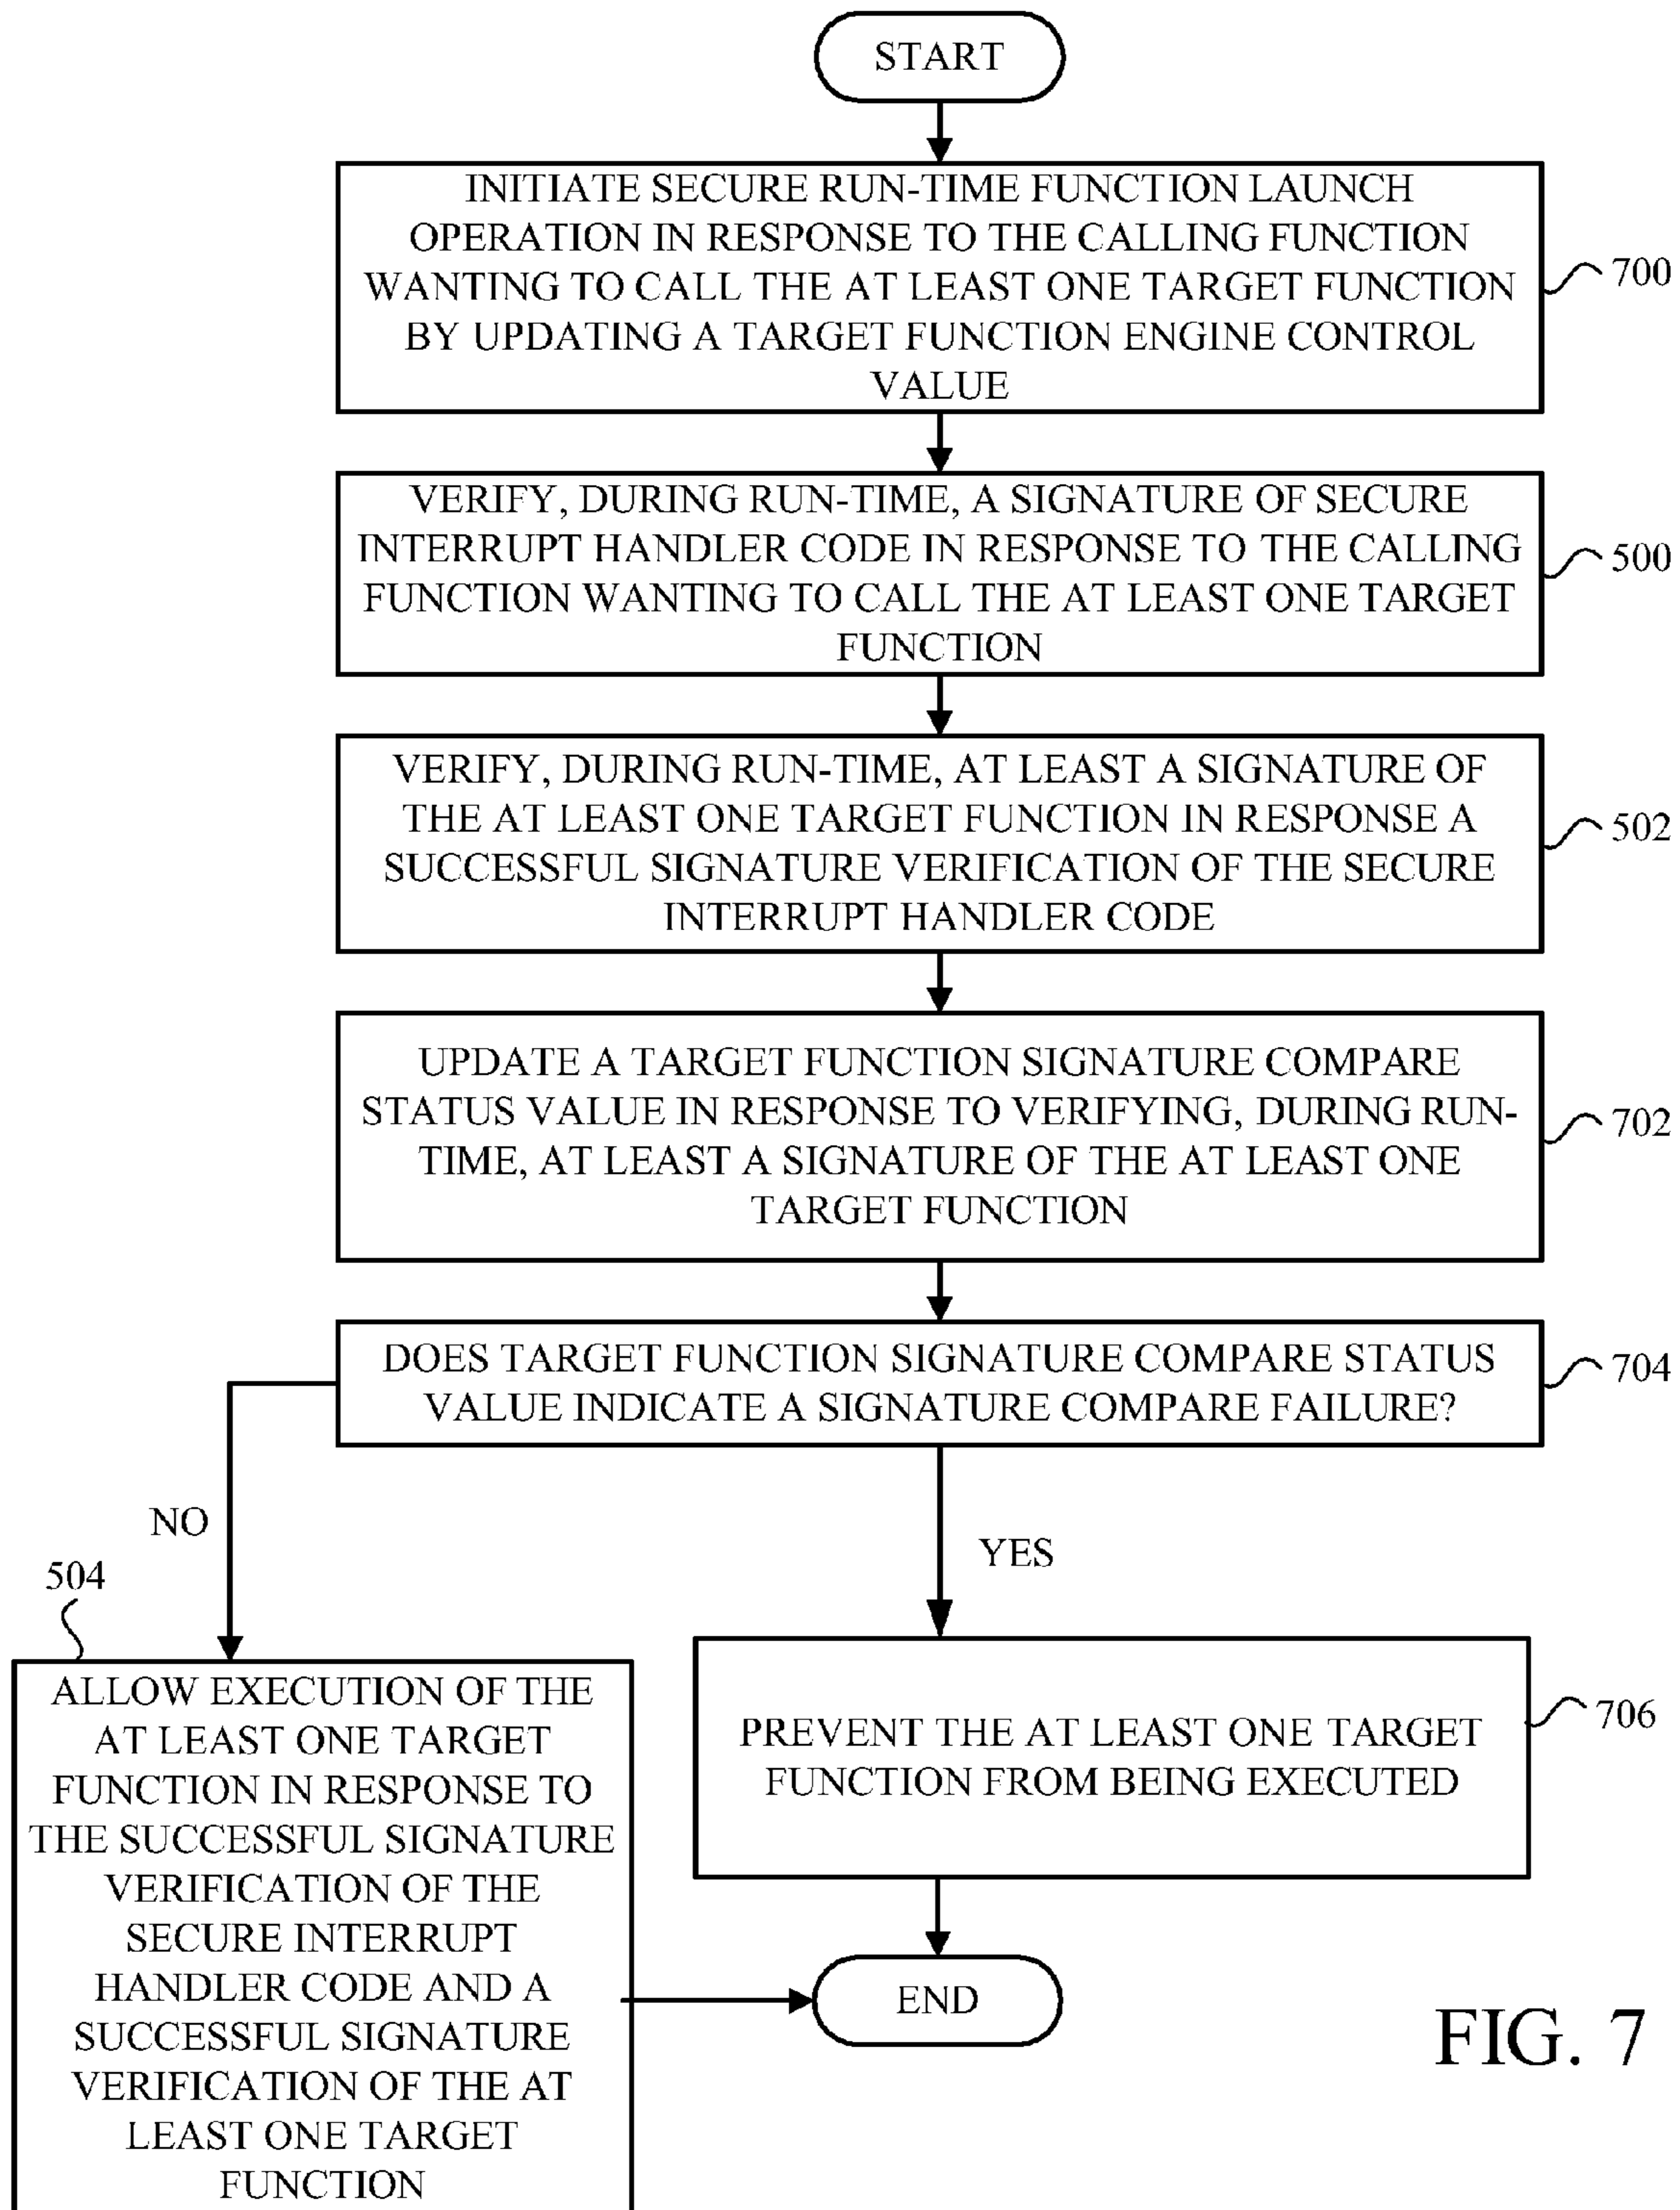 START
INITIATE SECURE RUN-TIME FUNCTION LAUNCH
OPERATION IN RESPONSE TO THE CALLING FUNCTION
WANTING TO CALL THE AT LEAST ONE TARGET FUNCTION
BY UPDATING A TARGET FUNCTION ENGINE CONTROL
VALUE
700
VERIFY, DURING RUN-TIME, A SIGNATURE OF SECURE
INTERRUPT HANDLER CODE IN RESPONSE TO THE CALLING
FUNCTION WANTING TO CALL THE AT LEAST ONE TARGET
FUNCTION
500
VERIFY, DURING RUN-TIME, AT LEAST A SIGNATURE OF
THE AT LEAST ONE TARGET FUNCTION IN RESPONSE A
SUCCESSFUL SIGNATURE VERIFICATION OF THE SECURE
INTERRUPT HANDLER CODE
502
UPDATE A TARGET FUNCTION SIGNATURE COMPARE
STATUS VALUE IN RESPONSE TO VERIFYING, DURING RUN-
TIME, AT LEAST A SIGNATURE OF THE AT LEAST ONE
TARGET FUNCTION
702
DOES TARGET FUNCTION SIGNATURE COMPARE STATUS
VALUE INDICATE A SIGNATURE COMPARE FAILURE?
704
NO
YES
504
ALLOW EXECUTION OF THE
AT LEAST ONE TARGET
FUNCTION IN RESPONSE TO
THE SUCCESSFUL SIGNATURE
VERIFICATION OF THE
SECURE INTERRUPT
HANDLER CODE AND A
SUCCESSFUL SIGNATURE
VERIFICATION OF THE AT
LEAST ONE TARGET
FUNCTION
PREVENT THE AT LEAST ONE TARGET
FUNCTION FROM BEING EXECUTED
706
END
FIG. 7